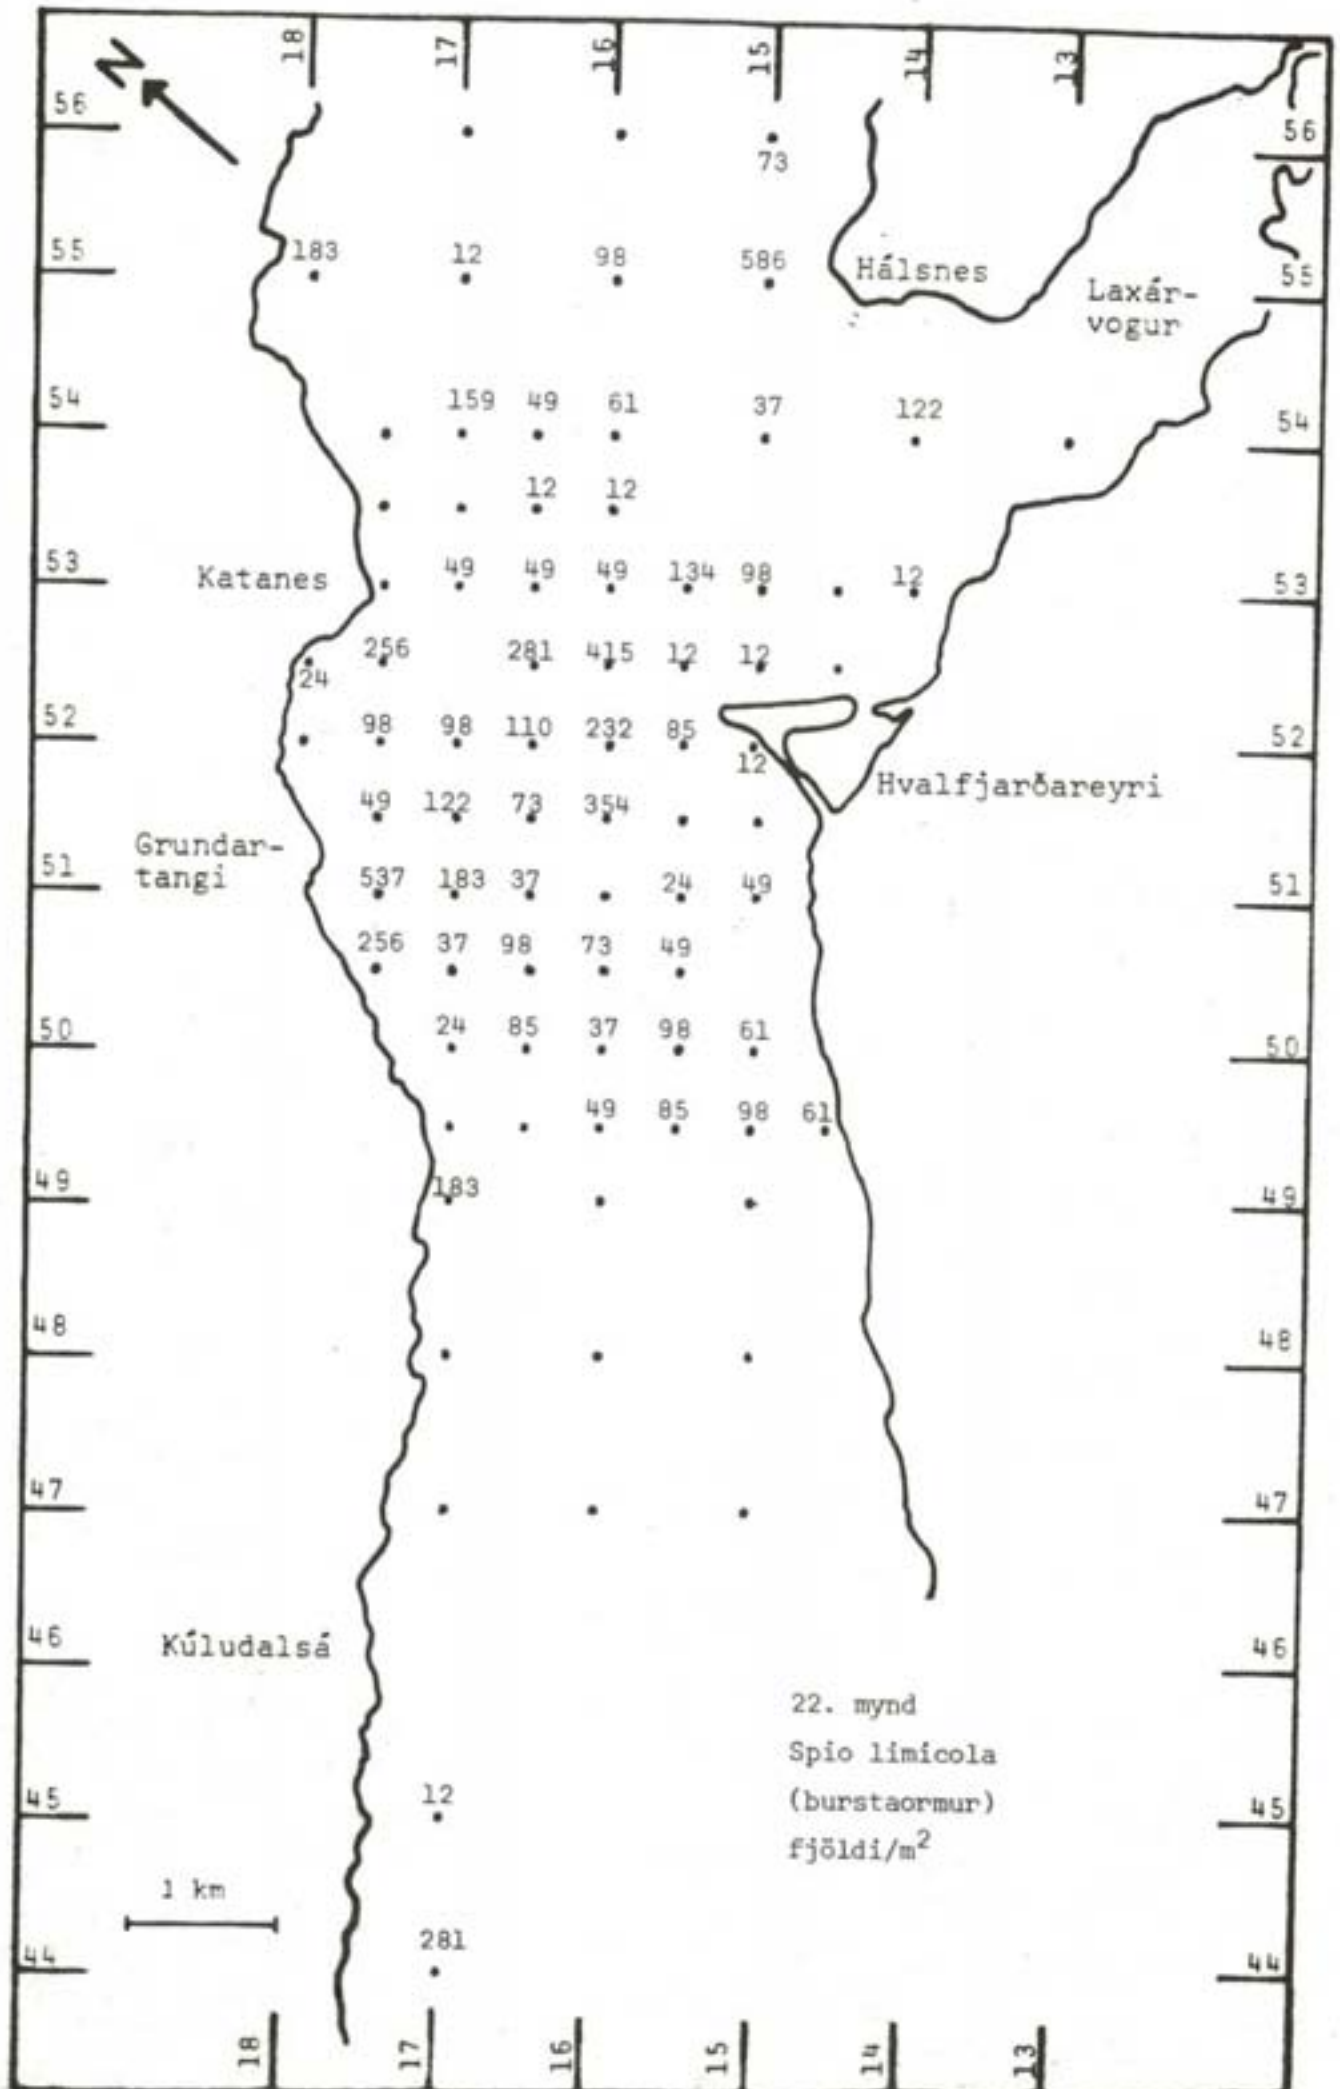 N
18 17 16 15 14 13
56 56
73
183 12 98 586
55 Hálsnes 55
Laxár-
vogur
159 49 61 37 122
54 54
12 12
53 49 49 49 134 98 12 53
Katanes
256 281 415 12 12
24
52 98 98 110 232 85 52
12
Hvalfjarðareyri
49 122 73 354
Grundar-
tangi
51 537 183 37 24 49 51
256 37 98 73 49
50 24 85 37 98 61 50
49 85 98 61
49 183 49
48 48
47 47
46 Kúludalsá 46
22. mynd
Spio limicola
(burstaormur)
fjöldi/m²
45 12 45
1 km
44 281 44
18 17 16 15 14 13